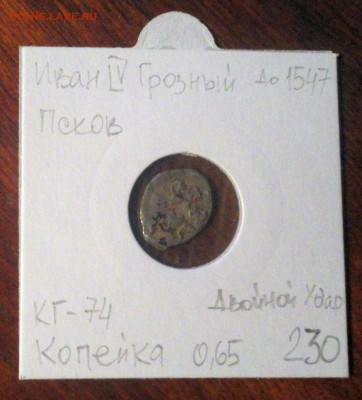 Иван IV Грозный до 1547
Псков
КГ-74
Двойной Удар
Копейка 0,65 230